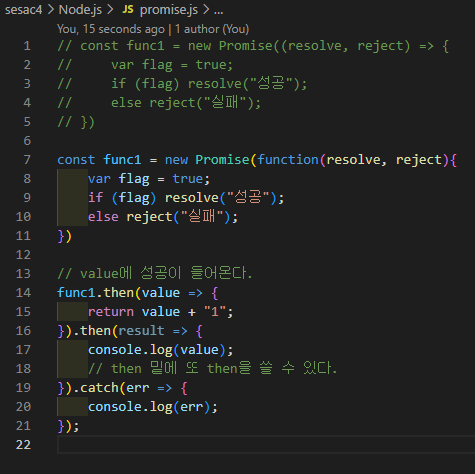 sesac4 > Node.js > JS promise.js > ...
You, 15 seconds ago | 1 author (You)
1 // const func1 = new Promise((resolve, reject) => {
2 //     var flag = true;
3 //     if (flag) resolve("성공");
4 //     else reject("실패");
5 // })
6
7 const func1 = new Promise(function(resolve, reject){
8     var flag = true;
9     if (flag) resolve("성공");
10     else reject("실패");
11 })
12
13 // value에 성공이 들어온다.
14 func1.then(value => {
15     return value + "1";
16 }).then(result => {
17     console.log(value);
18     // then 밑에 또 then을 쓸 수 있다.
19 }).catch(err => {
20     console.log(err);
21 });
22